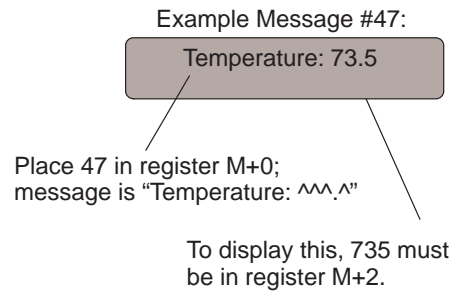 Example Message #47:
Temperature: 73.5
Place 47 in register M+0;
message is “Temperature: ^^^.^”
To display this, 735 must
be in register M+2.